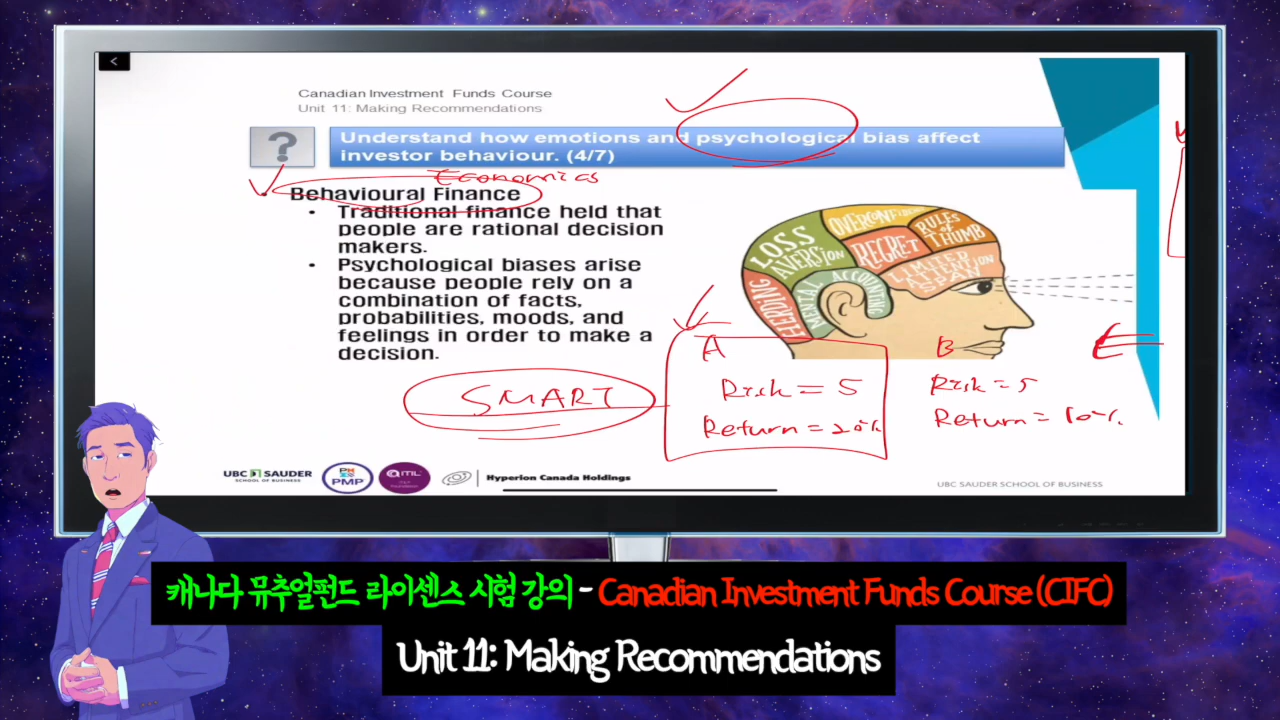 <
Canadian Investment Funds Course
Unit 11: Making Recommendations
?
Understand how emotions and psychological bias affect
investor behaviour. (4/7)
Economics
Behavioural Finance
• Traditional finance held that
people are rational decision
makers.
• Psychological biases arise
because people rely on a
combination of facts,
probabilities, moods, and
feelings in order to make a
decision.
LOSS
AVERSION
OVERCONFIDENCE
REGRET
RULES
of
THUMB
LIMITED
ATTENTION
SPAN
HERDING
MENTAL
ACCOUNTING
SMART
A
Risk = 5
Return = 20%
B
Risk = 5
Return = 10%
UBC SAUDER
SCHOOL OF BUSINESS
PMP
ITIL
Hyperion Canada Holdings
UBC SAUDER SCHOOL OF BUSINESS
캐나다 뮤추얼펀드 라이센스 시험 강의 - Canadian Investment Funds Course (CIFC)
Unit 11: Making Recommendations